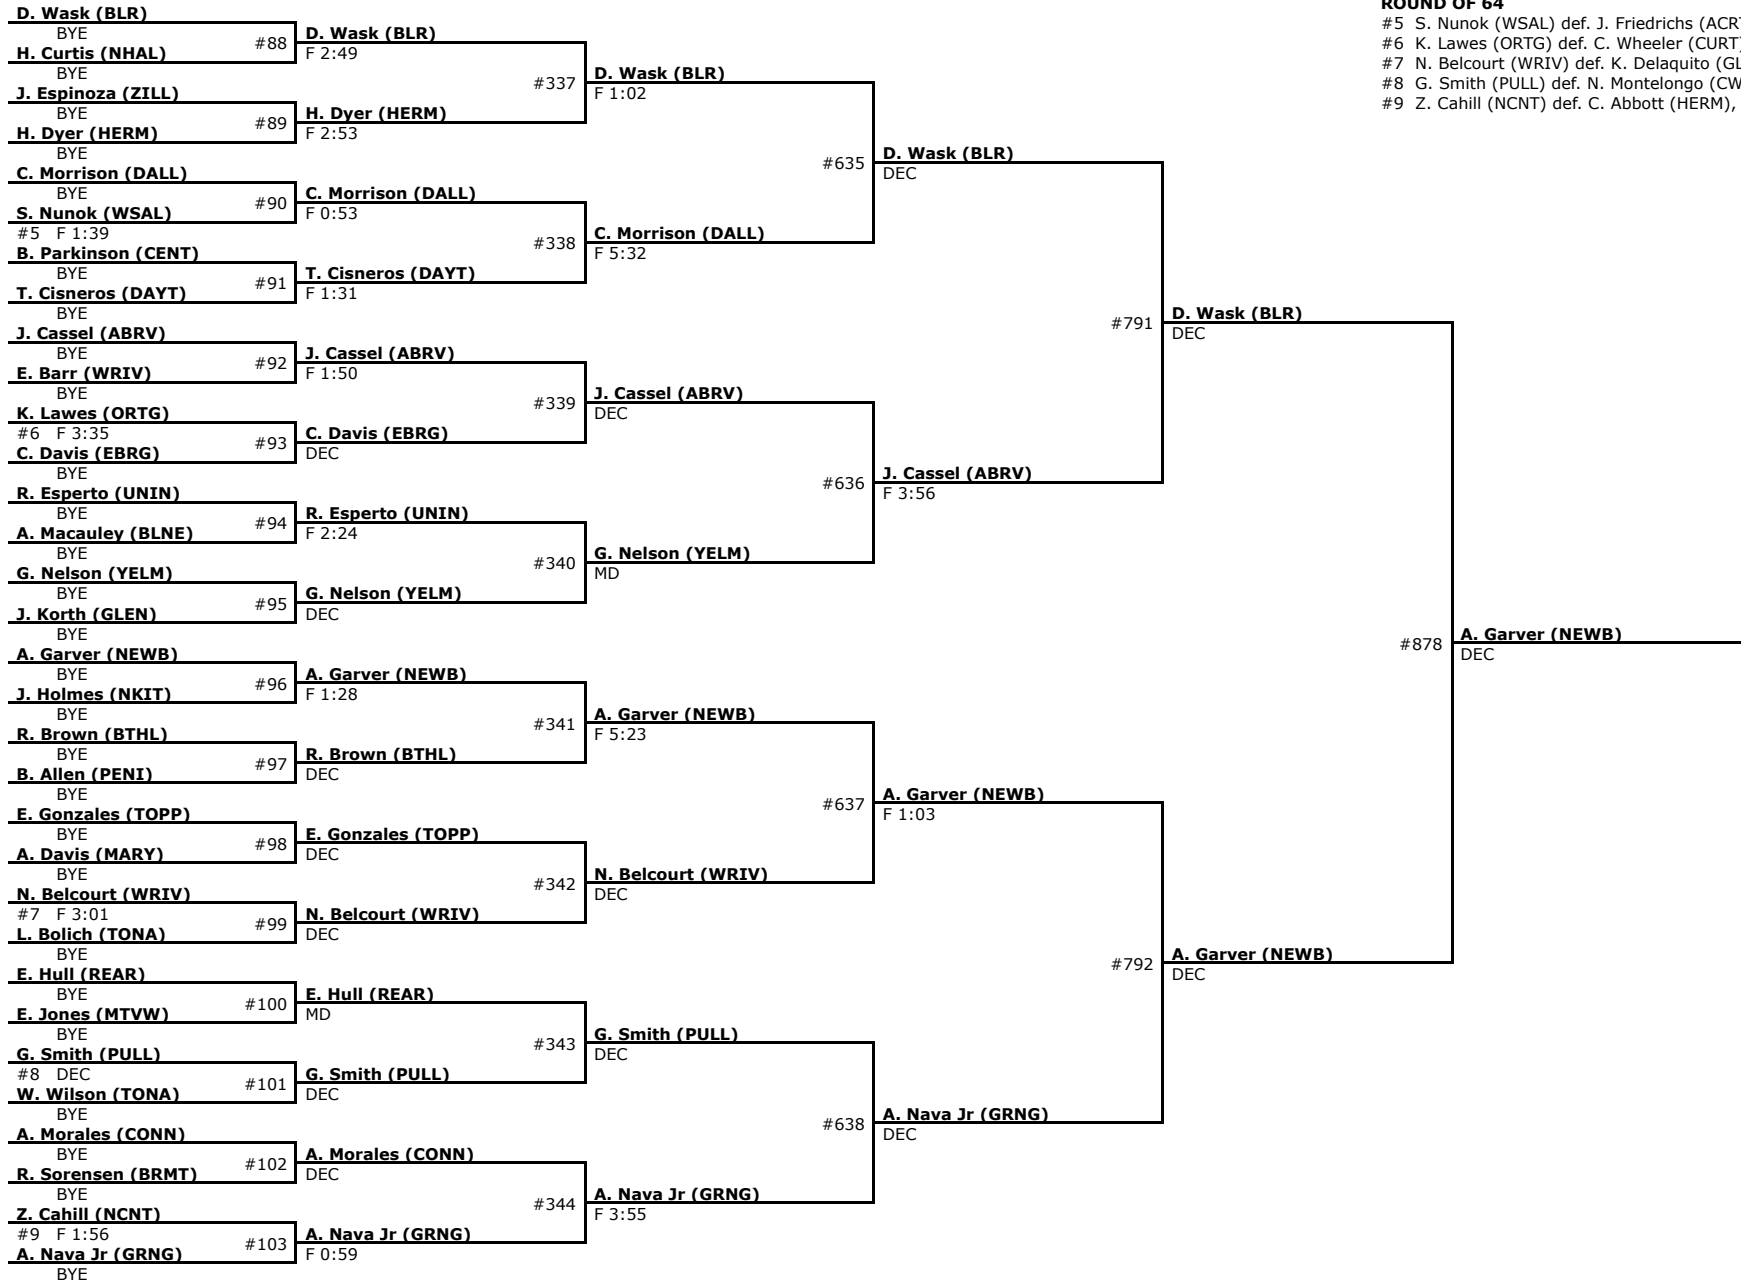 ROUND OF 64
#5 S. Nunok (WSAL) def. J. Friedrichs (ACRT
#6 K. Lawes (ORTG) def. C. Wheeler (CURT)
#7 N. Belcourt (WRIV) def. K. Delaquito (GL
#8 G. Smith (PULL) def. N. Montelongo (CW
#9 Z. Cahill (NCNT) def. C. Abbott (HERM),
D. Wask (BLR)
BYE
#88
H. Curtis (NHAL)
BYE
J. Espinoza (ZILL)
BYE
#89
H. Dyer (HERM)
BYE
C. Morrison (DALL)
BYE
#90
S. Nunok (WSAL)
#5 F 1:39
B. Parkinson (CENT)
BYE
#91
T. Cisneros (DAYT)
BYE
J. Cassel (ABRV)
BYE
#92
E. Barr (WRIV)
BYE
K. Lawes (ORTG)
#6 F 3:35
#93
C. Davis (EBRG)
BYE
R. Esperto (UNIN)
BYE
#94
A. Macauley (BLNE)
BYE
G. Nelson (YELM)
BYE
#95
J. Korth (GLEN)
BYE
A. Garver (NEWB)
BYE
#96
J. Holmes (NKIT)
BYE
R. Brown (BTHL)
BYE
#97
B. Allen (PENI)
BYE
E. Gonzales (TOPP)
BYE
#98
A. Davis (MARY)
BYE
N. Belcourt (WRIV)
#7 F 3:01
#99
L. Bolich (TONA)
BYE
E. Hull (REAR)
BYE
#100
E. Jones (MTVW)
BYE
G. Smith (PULL)
#8 DEC
#101
W. Wilson (TONA)
BYE
A. Morales (CONN)
BYE
#102
R. Sorensen (BRMT)
BYE
Z. Cahill (NCNT)
#9 F 1:56
#103
A. Nava Jr (GRNG)
BYE
D. Wask (BLR)
F 2:49
#337
H. Dyer (HERM)
F 2:53
C. Morrison (DALL)
F 0:53
#338
T. Cisneros (DAYT)
F 1:31
J. Cassel (ABRV)
F 1:50
#339
C. Davis (EBRG)
DEC
R. Esperto (UNIN)
F 2:24
#340
G. Nelson (YELM)
DEC
A. Garver (NEWB)
F 1:28
#341
R. Brown (BTHL)
DEC
E. Gonzales (TOPP)
DEC
#342
N. Belcourt (WRIV)
DEC
E. Hull (REAR)
MD
#343
G. Smith (PULL)
DEC
A. Morales (CONN)
DEC
#344
A. Nava Jr (GRNG)
F 0:59
D. Wask (BLR)
F 1:02
#635
C. Morrison (DALL)
F 5:32
J. Cassel (ABRV)
DEC
#636
G. Nelson (YELM)
MD
A. Garver (NEWB)
F 5:23
#637
N. Belcourt (WRIV)
DEC
G. Smith (PULL)
DEC
#638
A. Nava Jr (GRNG)
F 3:55
D. Wask (BLR)
DEC
#791
J. Cassel (ABRV)
F 3:56
A. Garver (NEWB)
F 1:03
#792
A. Nava Jr (GRNG)
DEC
D. Wask (BLR)
DEC
#878
A. Garver (NEWB)
DEC
A. Garver (NEWB)
DEC